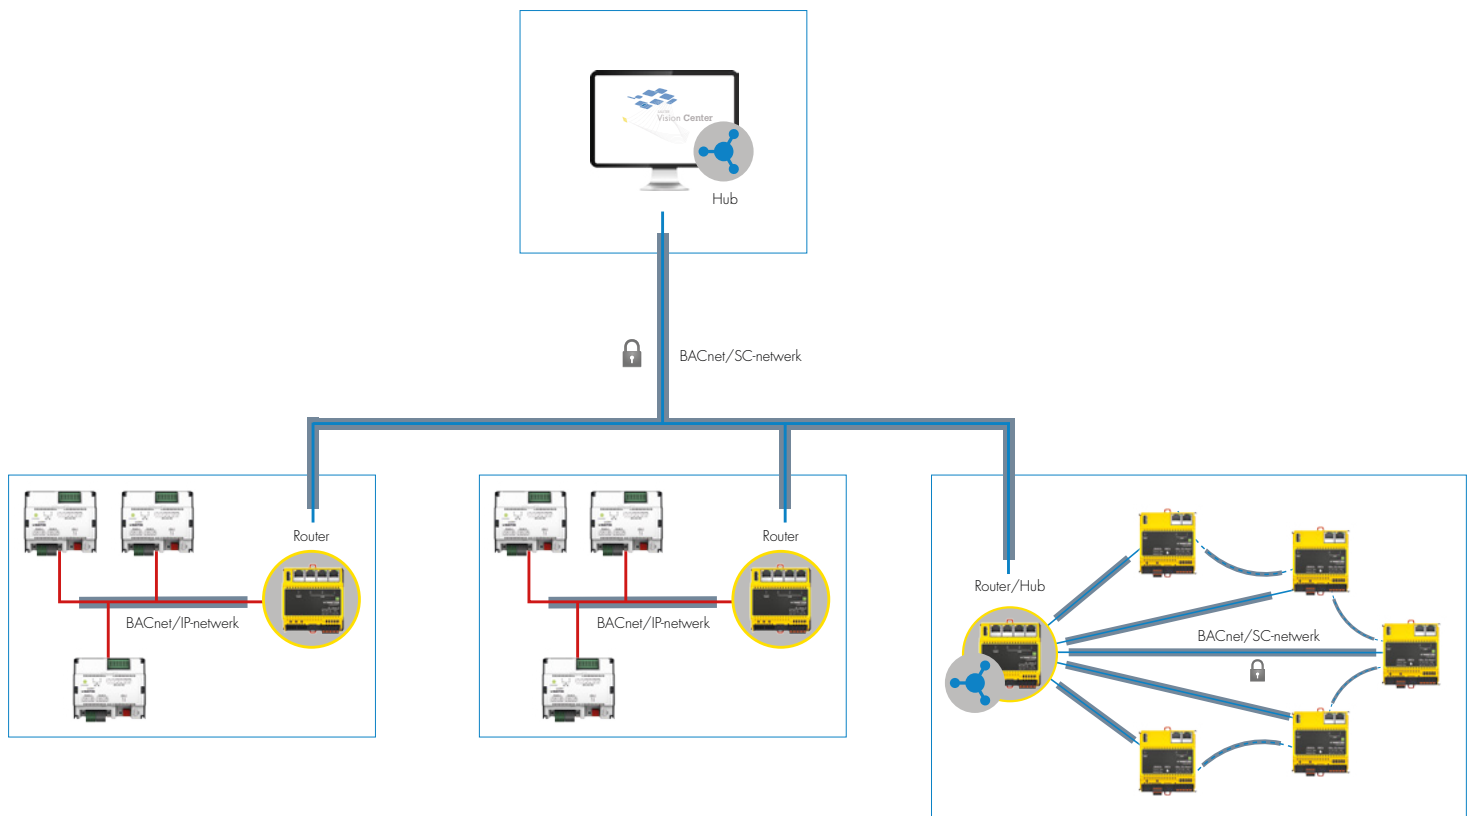 Vision Center
Hub
BACnet/SC-netwerk
Router
BACnet/IP-netwerk
Router
BACnet/IP-netwerk
Router/Hub
BACnet/SC-netwerk